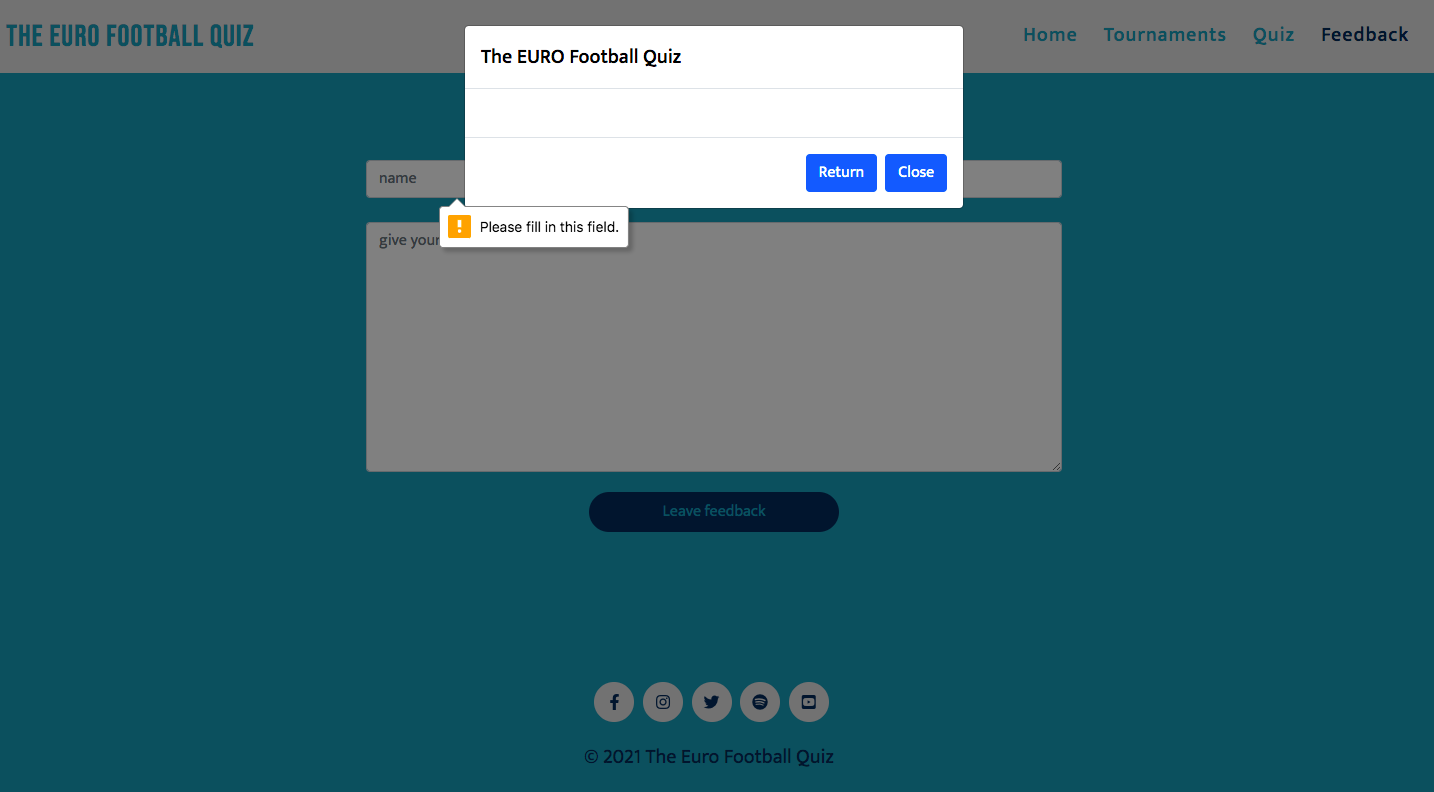 THE EURO FOOTBALL QUIZ
Home Tournaments Quiz Feedback
The EURO Football Quiz
Return Close
name
Please fill in this field.
give your
Leave feedback
© 2021 The Euro Football Quiz